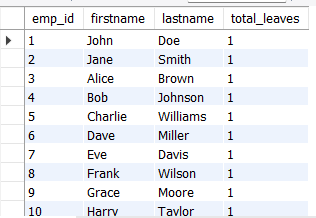 emp_id firstname lastname total_leaves
1 John Doe 1
2 Jane Smith 1
3 Alice Brown 1
4 Bob Johnson 1
5 Charlie Williams 1
6 Dave Miller 1
7 Eve Davis 1
8 Frank Wilson 1
9 Grace Moore 1
10 Harry Taylor 1